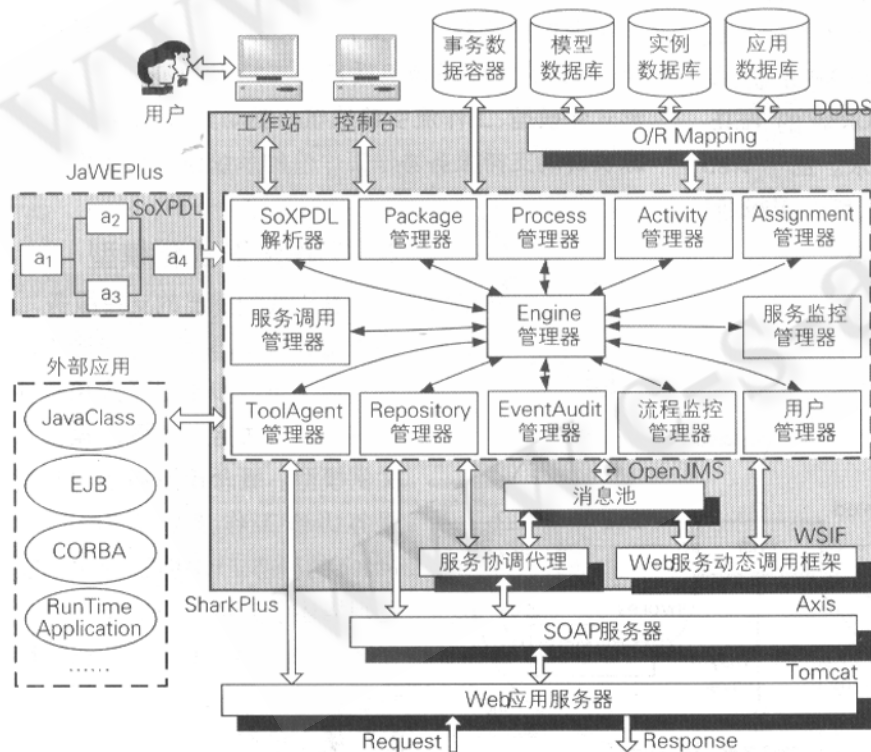 事务数
据容器
模型
数据库
实例
数据库
应用
数据库
用户
工作站
控制台
DODS
O/R Mapping
JaWEPlus
SoXPDL
a1
a2
a3
a4
SoXPDL
解析器
Package
管理器
Process
管理器
Activity
管理器
Assignment
管理器
服务调用
管理器
Engine
管理器
服务监控
管理器
外部应用
JavaClass
EJB
CORBA
RunTime
Application
......
ToolAgent
管理器
Repository
管理器
EventAudit
管理器
流程监控
管理器
用户
管理器
OpenJMS
消息池
WSIF
服务协调代理
Web服务动态调用框架
SharkPlus
Axis
SOAP服务器
Tomcat
Web应用服务器
Request
Response